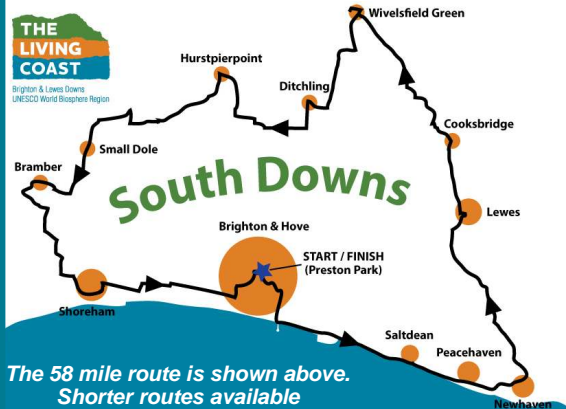 THE
LIVING
COAST
Brighton & Lewes Downs
UNESCO World Biosphere Region
Wivelsfield Green
Hurstpierpoint
Ditchling
Cooksbridge
Small Dole
Bramber
South Downs
Lewes
Brighton & Hove
START / FINISH
(Preston Park)
Shoreham
Saltdean
Peacehaven
Newhaven
The 58 mile route is shown above.
Shorter routes available